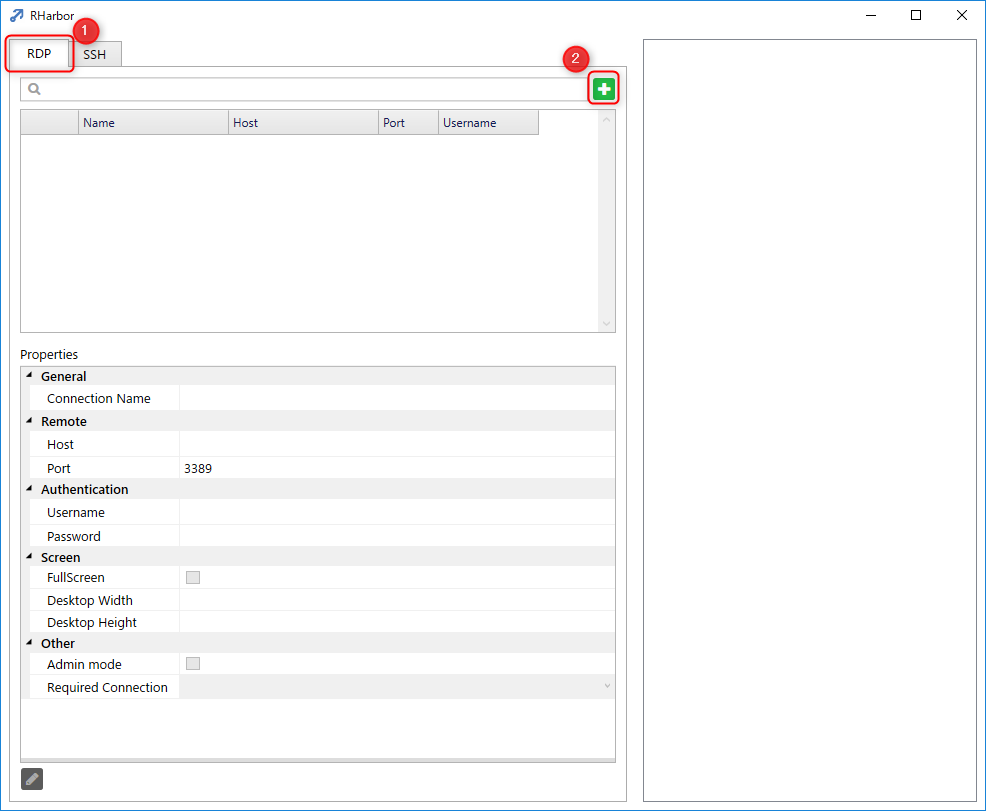 RHarbor
1
RDP SSH
2
Name Host Port Username
Properties
General
Connection Name
Remote
Host
Port 3389
Authentication
Username
Password
Screen
FullScreen
Desktop Width
Desktop Height
Other
Admin mode
Required Connection